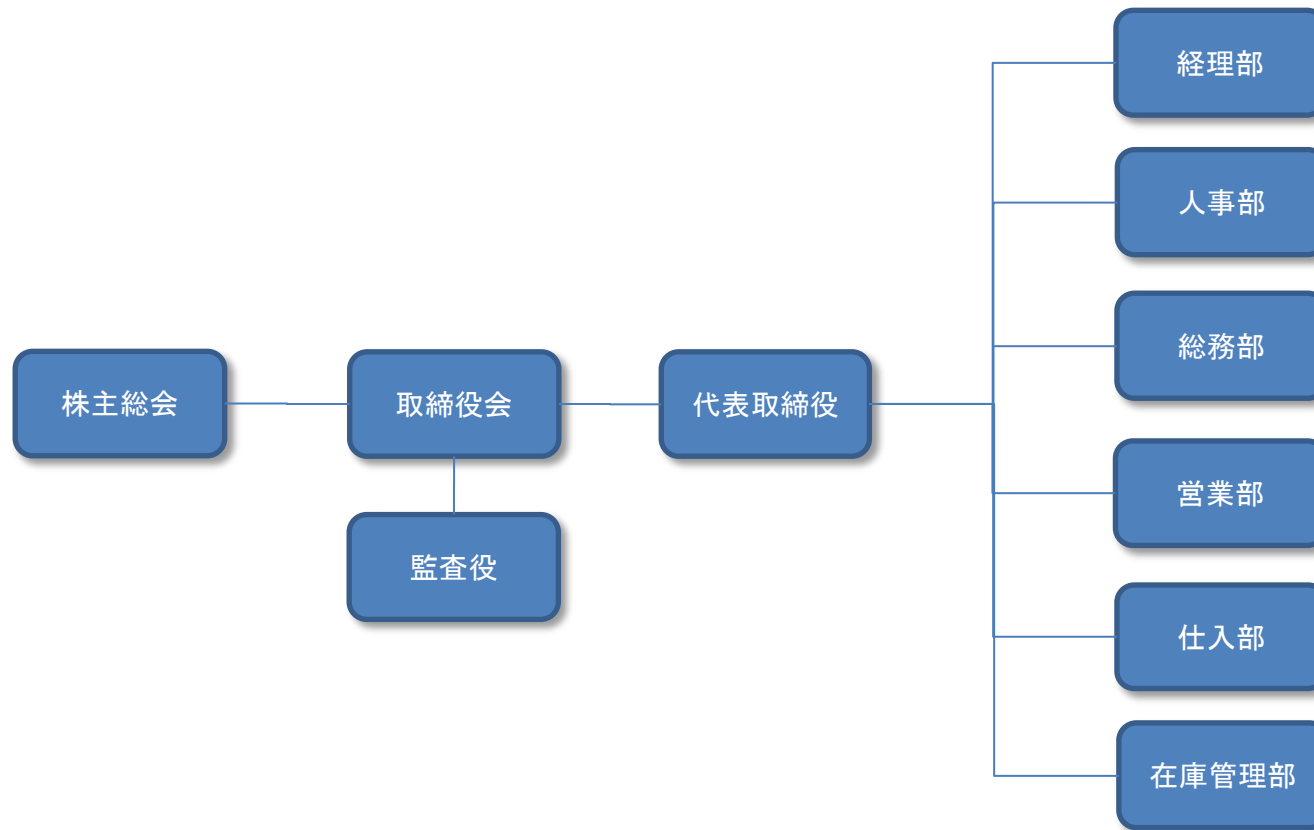 経理部
人事部
総務部
株主総会
取締役会
代表取締役
営業部
監査役
仕入部
在庫管理部